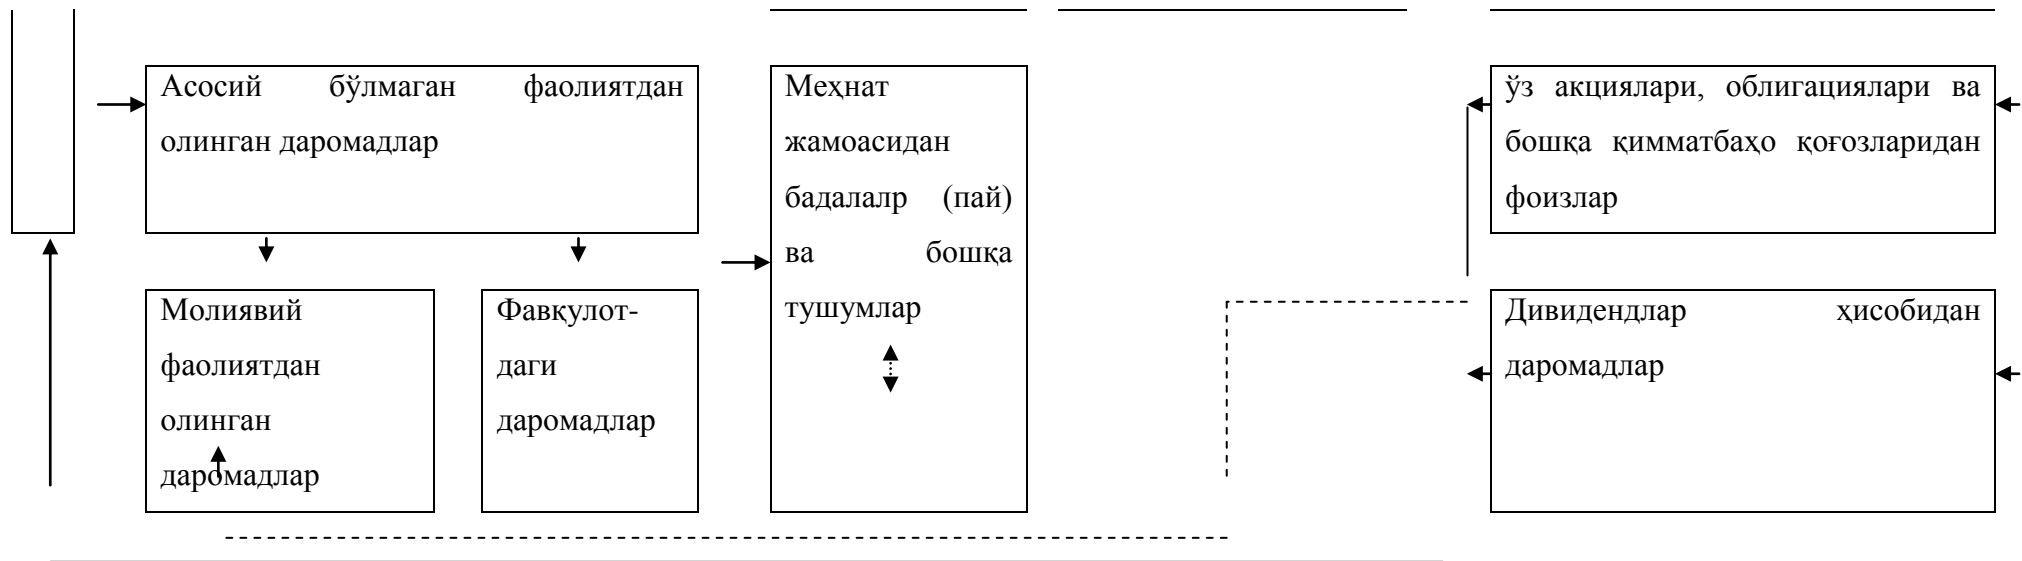 Асосий бўлмаган фаолиятдан
олинган даромадлар
Молиявий
фаолиятдан
олинган
даромадлар
Фавқулот-
даги
даромадлар
Меҳнат
жамоасидан
бадалалр (пай)
ва бошқа
тушумлар
ўз акциялари, облигациялари ва
бошқа қимматбаҳо қоғозларидан
фоизлар
Дивидендлар ҳисобидан
даромадлар